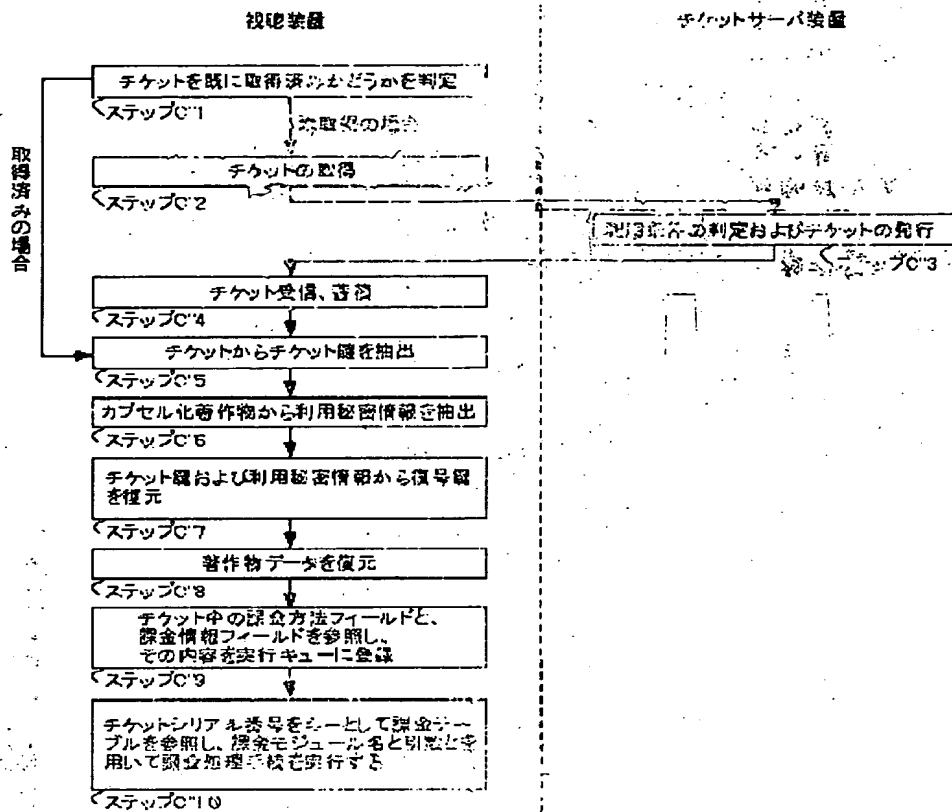 視聴装置
チケットサーバ装置
チケットを既に取得済みかどうかを判定
ステップC"1
未取得の場合
取得済みの場合
チケットの取得
ステップC"2
の判定およびチケットの発行
プC"3
チケット受信、蓄積
ステップC"4
チケットからチケット鍵を抽出
ステップC"5
カプセル化著作物から利用秘密情報を抽出
ステップC"6
チケット鍵および利用秘密情報から復号鍵
を復元
ステップC"7
著作物データを復元
ステップC"8
チケット中の課金方法フィールドと、
課金情報フィールドを参照し、
その内容を実行キューに登録
ステップC"9
チケットシリアル番号をキーとして課金テー
ブルを参照し、課金モジュール名と引数とを
用いて課金処理手続を実行する
ステップC"10